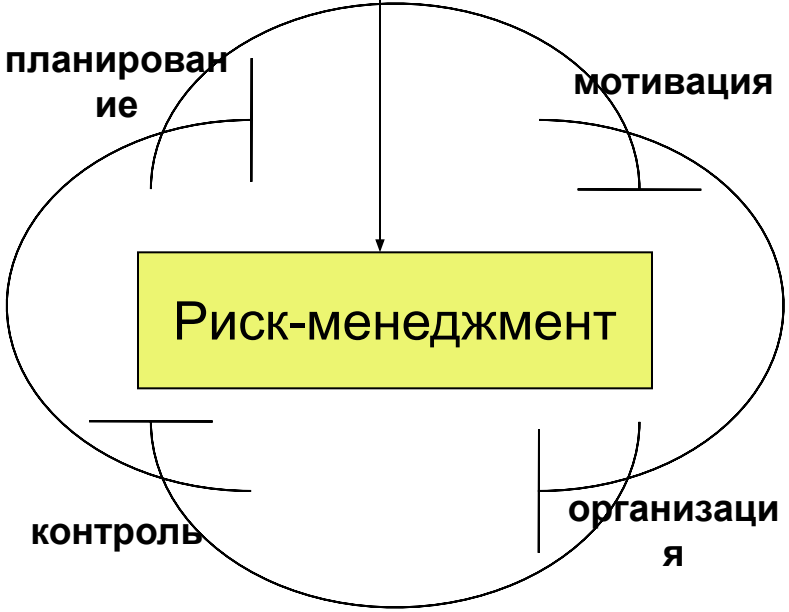 планирован
ие
мотивация
Риск-менеджмент
контроль
организаци
я